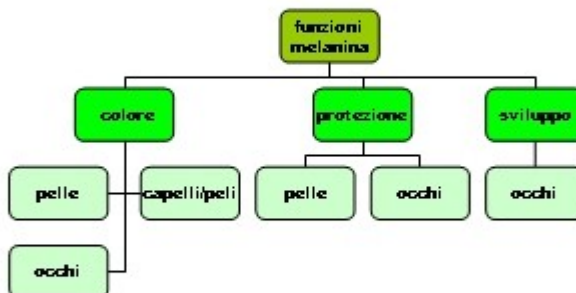 funzioni
melanina
colore
protezione
sviluppo
pelle
capelli/peli
pelle
occhi
occhi
occhi